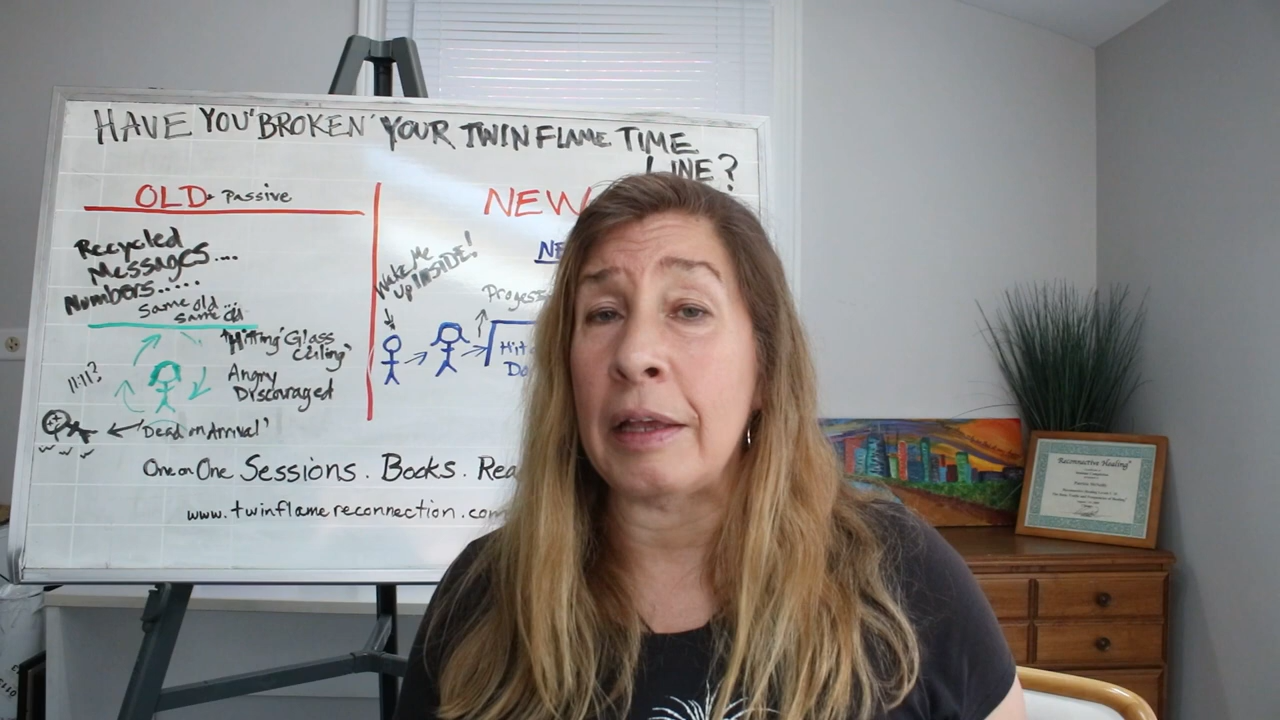 HAVE YOU 'BROKEN' YOUR TWIN FLAME TIME
LINE?
OLD + Passive
Recycled
Messages....
Numbers.....
same old...
same old.
"Hitting' Glass
Ceiling"
Angry
Discouraged
11:11?
'Dead on Arrival'
NEW
Wake Me
up INSIDE!
One on One Sessions. Books.
www.twinflamereconnection.com
"Reconnective Healing"